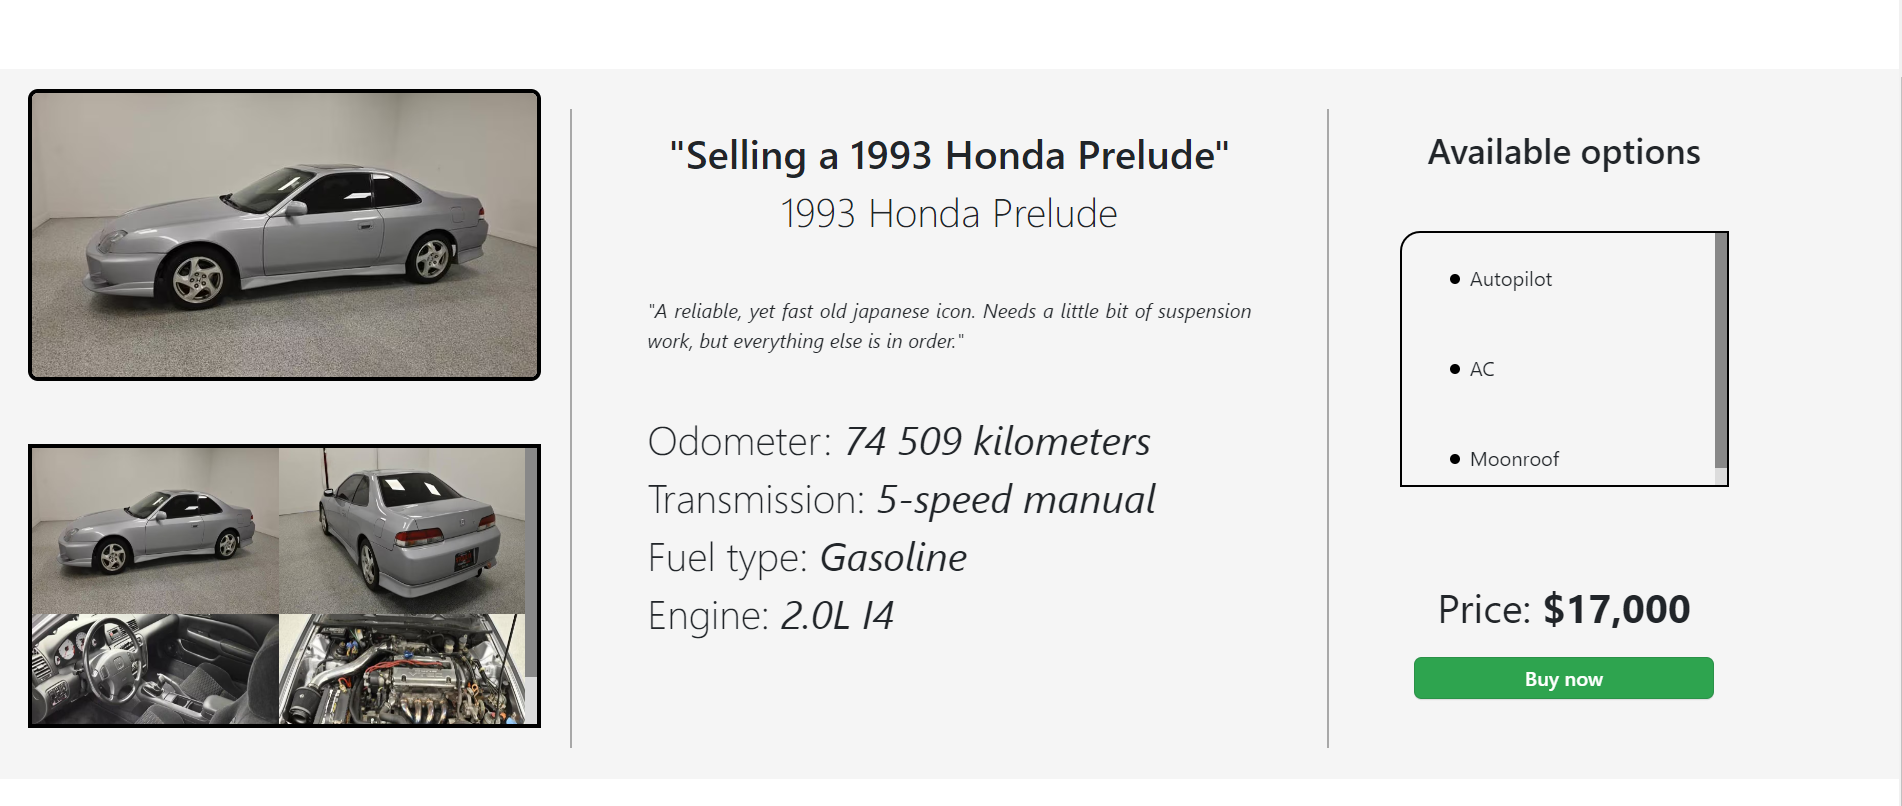 "Selling a 1993 Honda Prelude"
1993 Honda Prelude
"A reliable, yet fast old japanese icon. Needs a little bit of suspension
work, but everything else is in order."
Odometer: 74 509 kilometers
Transmission: 5-speed manual
Fuel type: Gasoline
Engine: 2.0L I4
Available options
Autopilot
AC
Moonroof
Price: $17,000
Buy now